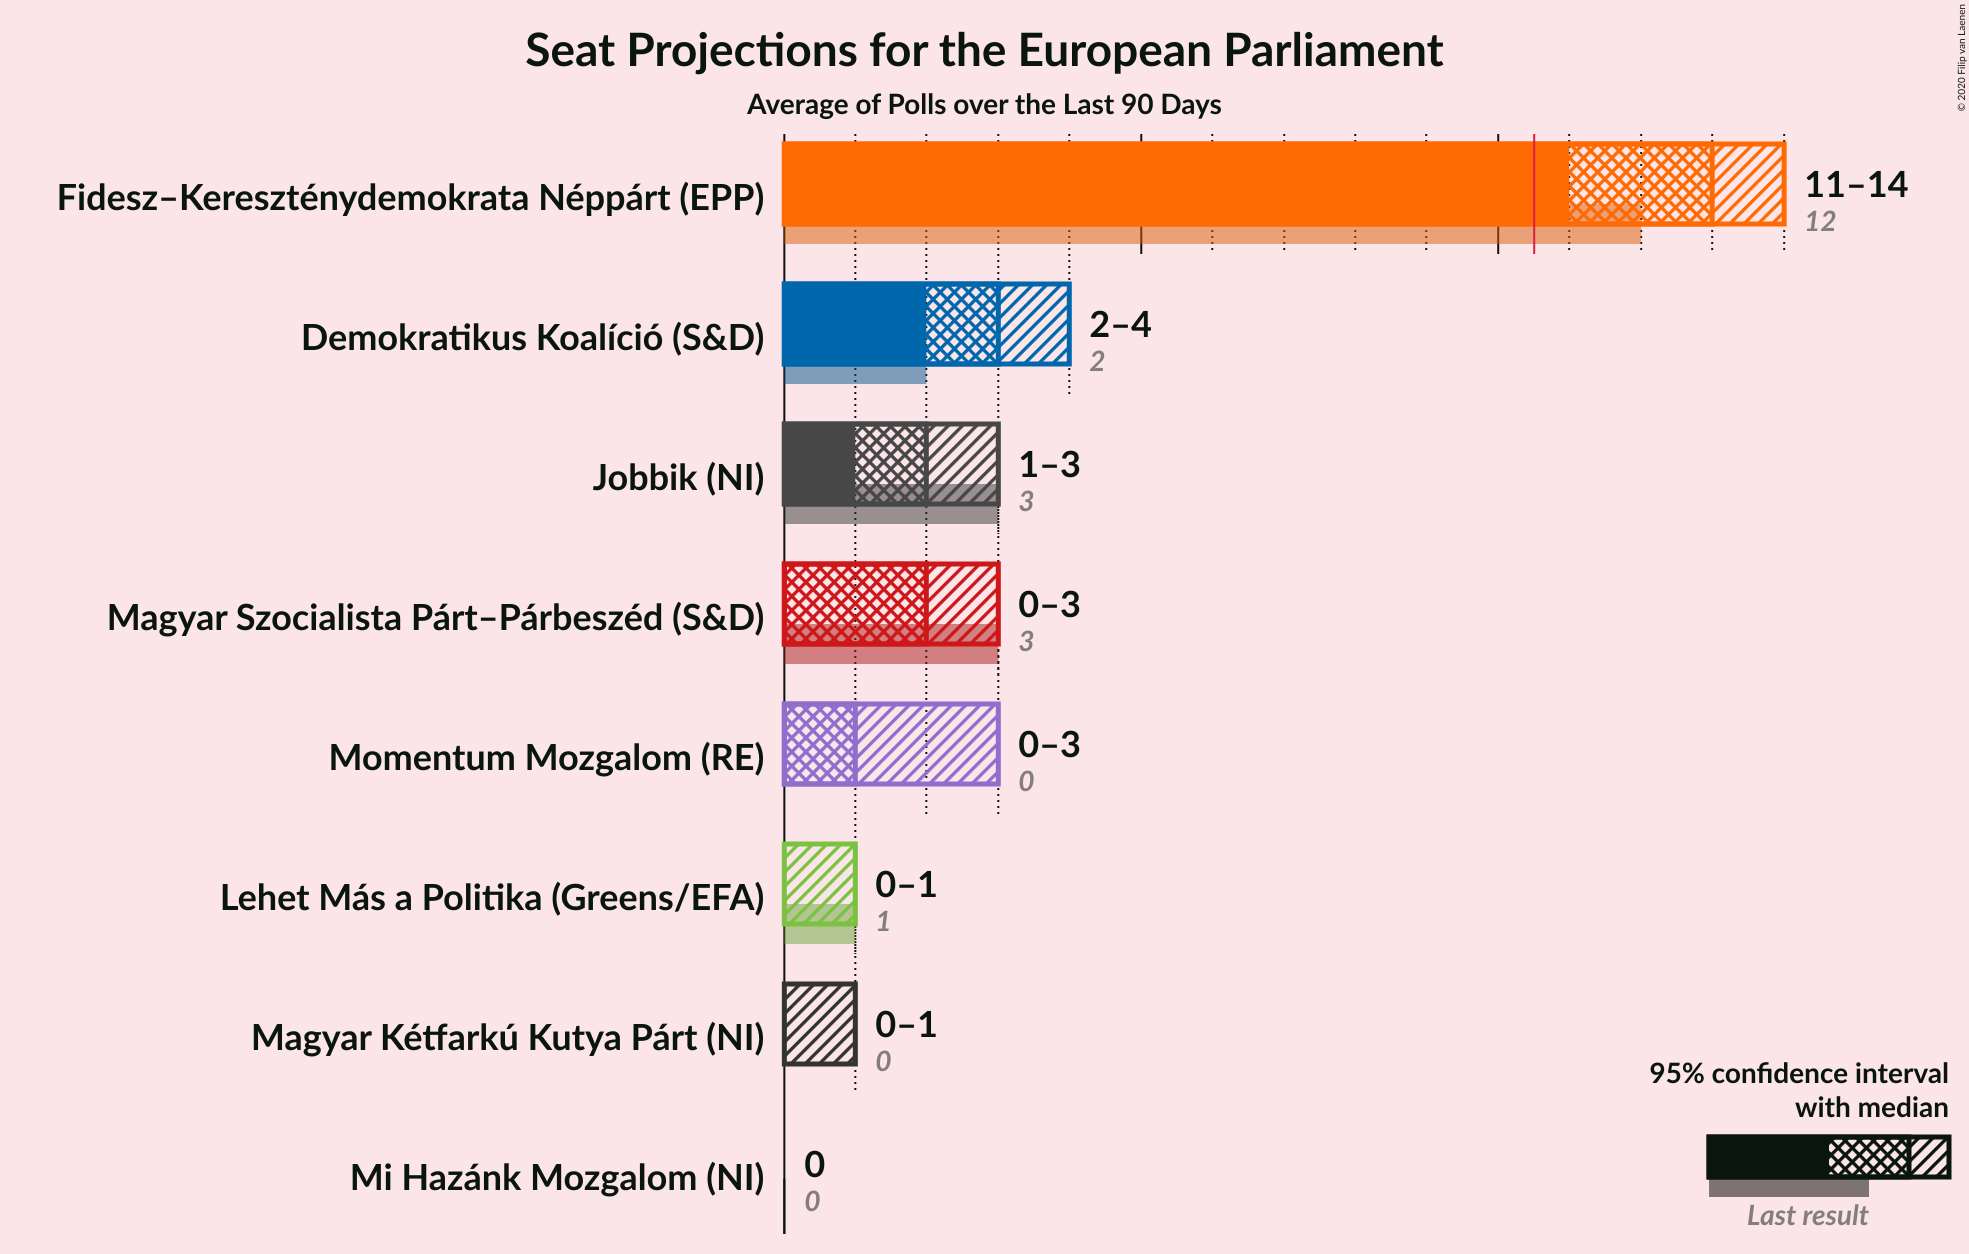 Seat Projections for the European Parliament
Average of Polls over the Last 90 Days
© 2020 Filip van Laenen
Fidesz–Kereszténydemokrata Néppárt (EPP)
11–14
12
Demokratikus Koalíció (S&D)
2–4
2
Jobbik (NI)
1–3
3
Magyar Szocialista Párt–Párbeszéd (S&D)
0–3
3
Momentum Mozgalom (RE)
0–3
0
Lehet Más a Politika (Greens/EFA)
0–1
1
Magyar Kétfarkú Kutya Párt (NI)
0–1
0
Mi Hazánk Mozgalom (NI)
0
0
95% confidence interval
with median
Last result